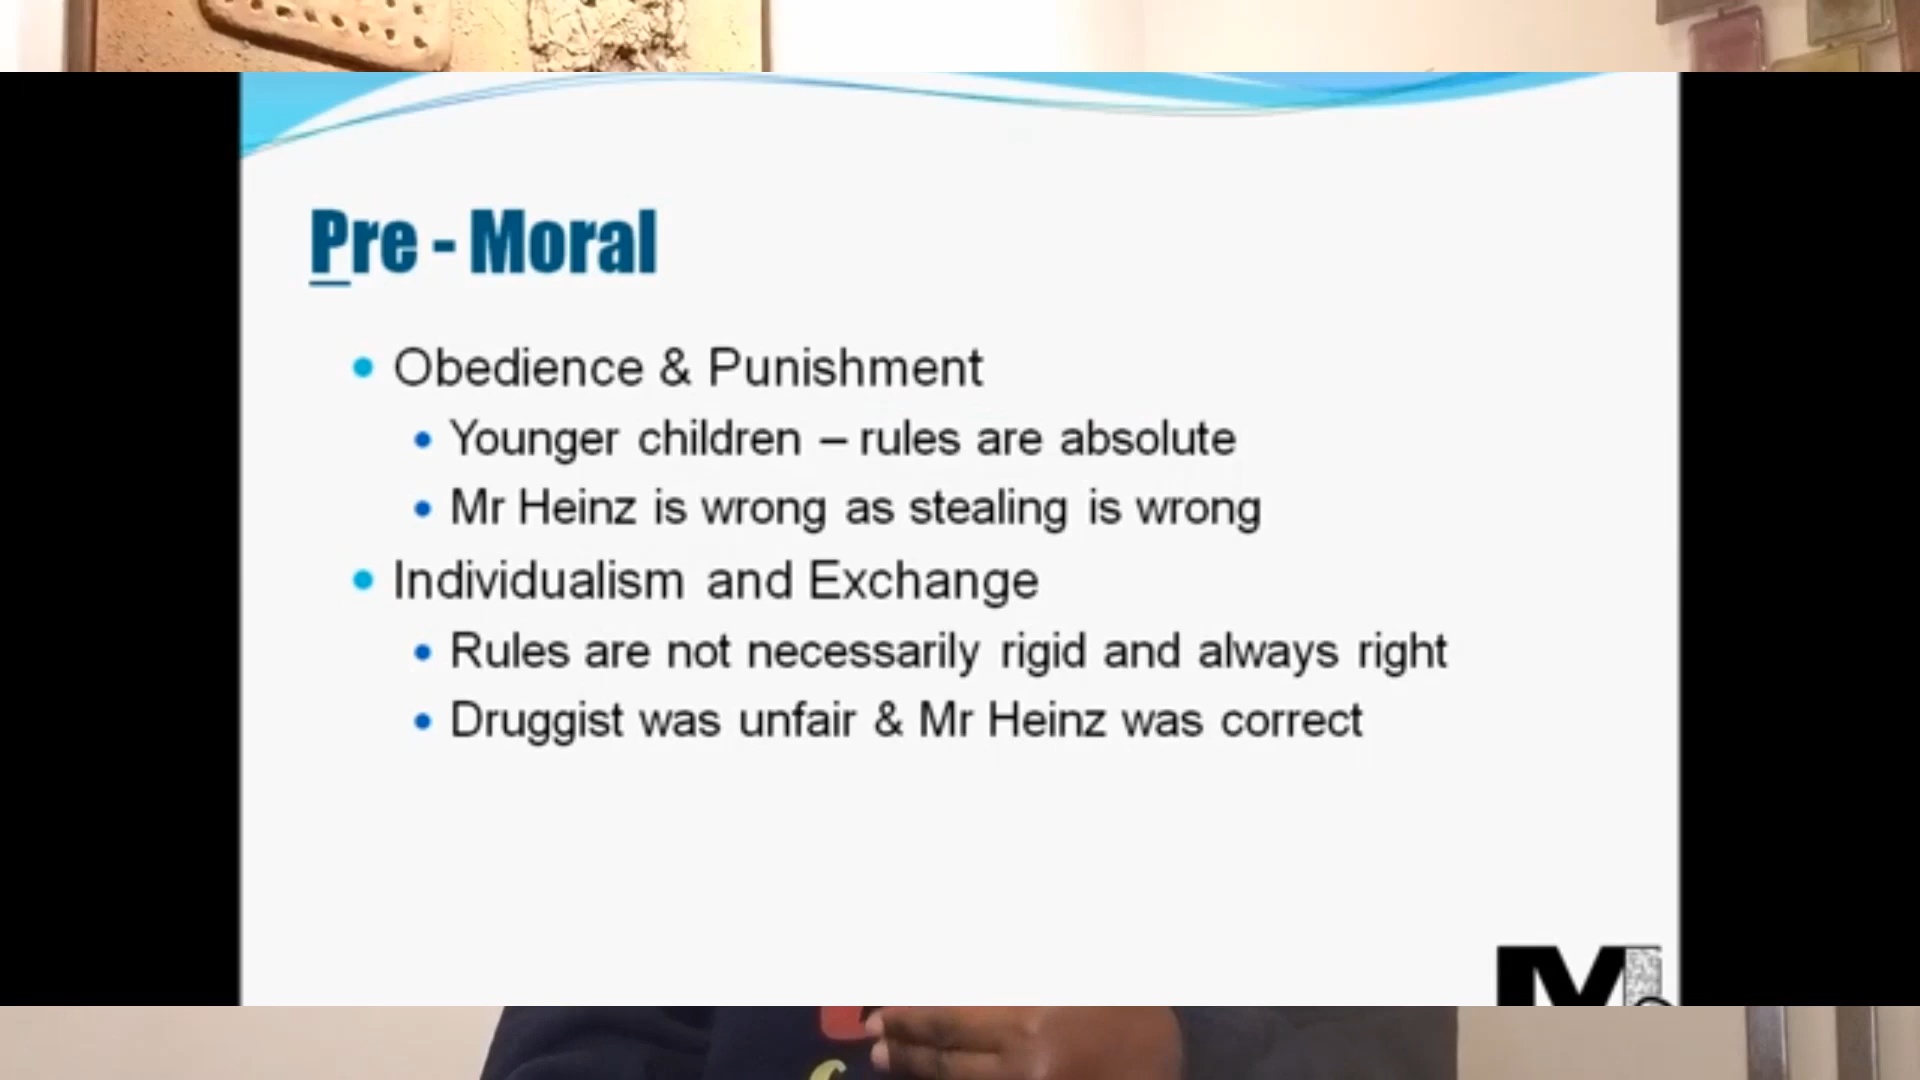 Pre - Moral
Obedience & Punishment
Younger children – rules are absolute
Mr Heinz is wrong as stealing is wrong
Individualism and Exchange
Rules are not necessarily rigid and always right
Druggist was unfair & Mr Heinz was correct